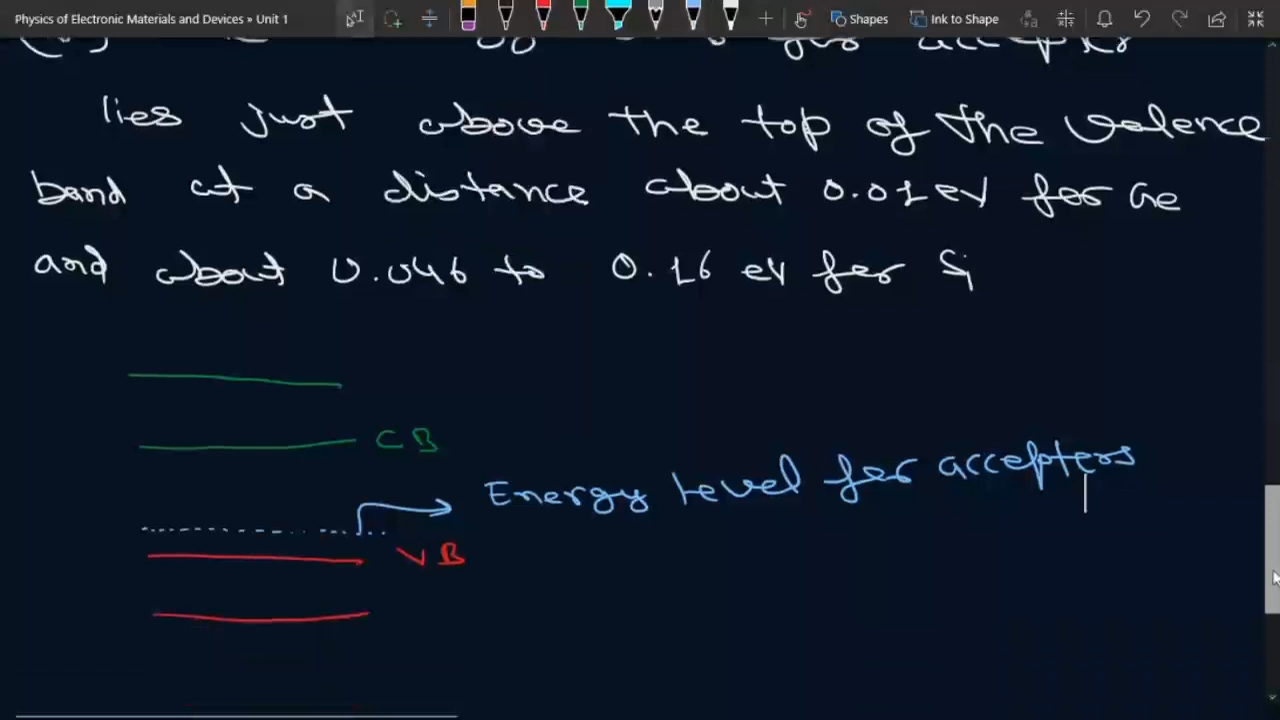 Physics of Electronic Materials and Devices » Unit 1
Shapes
Ink to Shape
lies just above the top of the valence
band at a distance about 0.01 ev for Ge
and about 0.046 to 0.16 ev for Si
CB
Energy level for accepters
VB